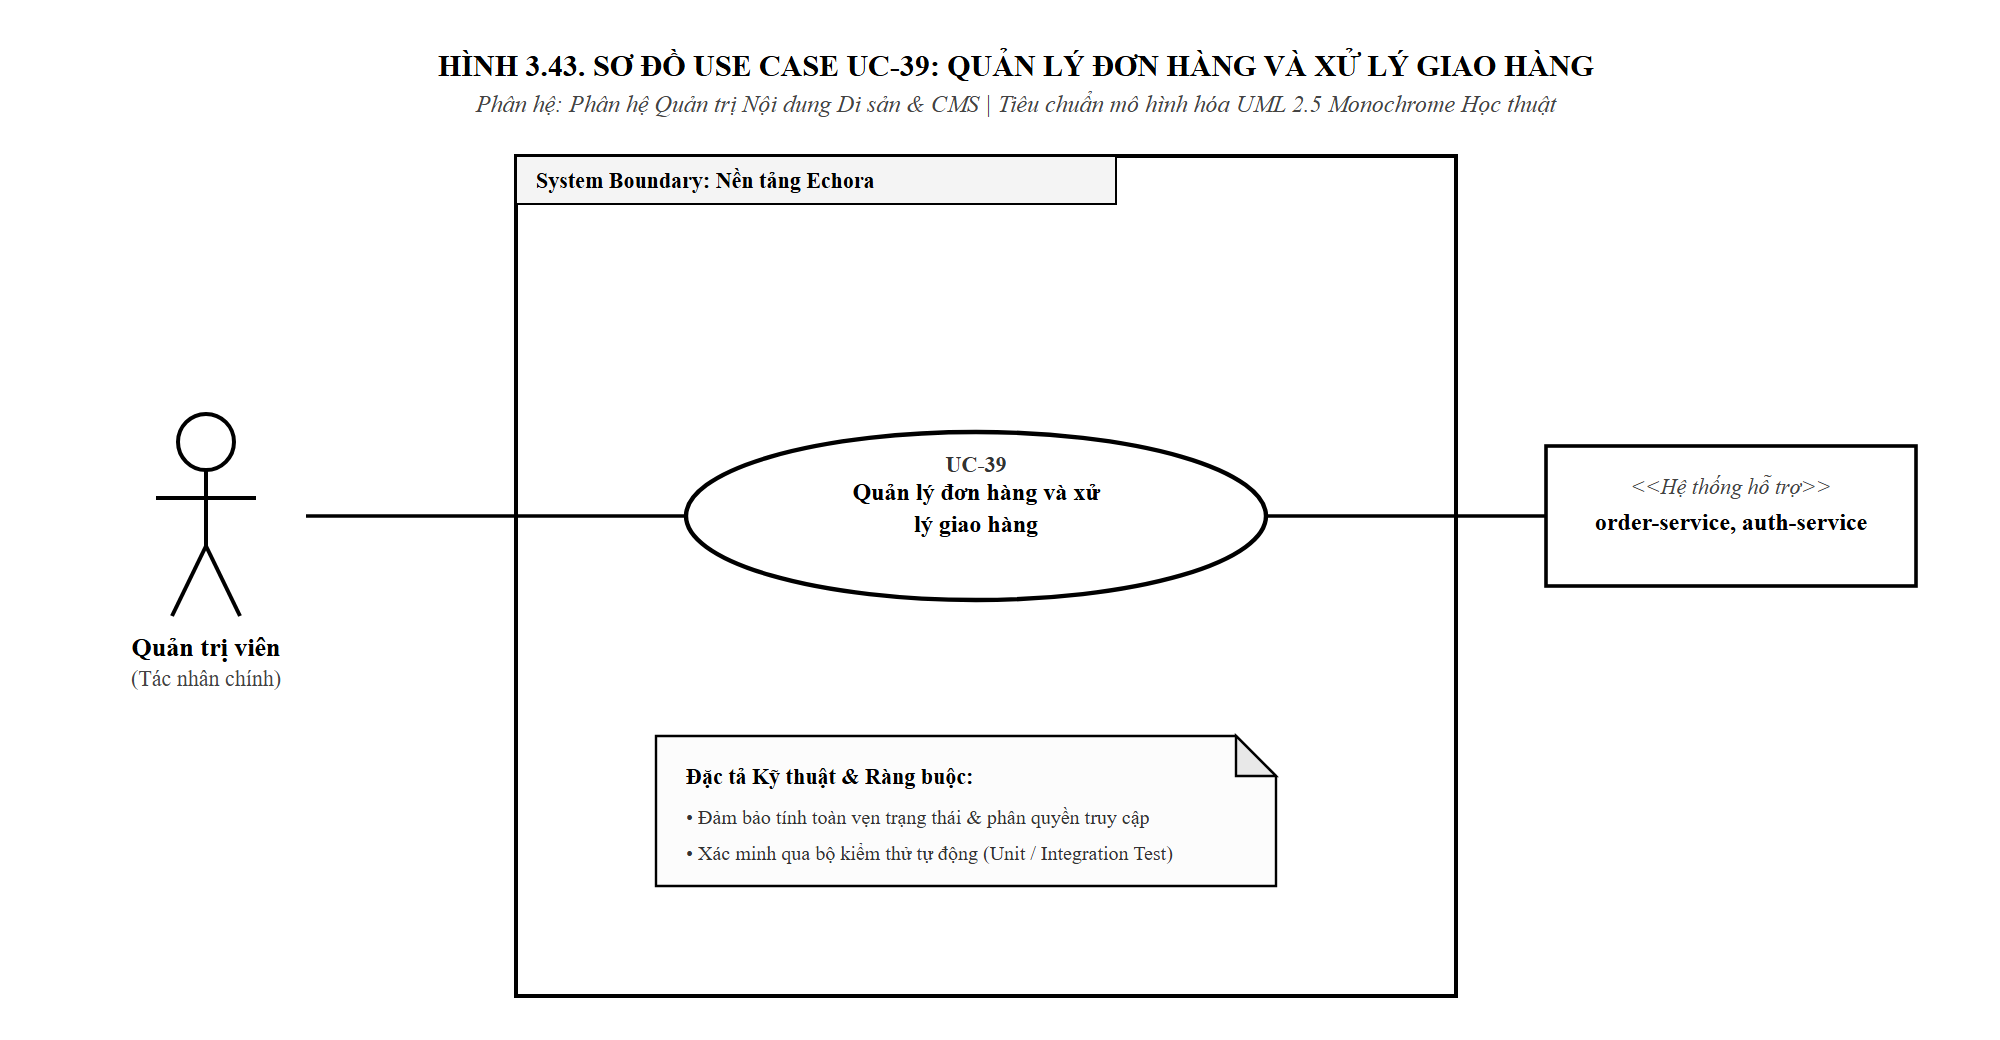 HÌNH 3.43. SƠ ĐỒ USE CASE UC-39: QUẢN LÝ ĐƠN HÀNG VÀ XỬ LÝ GIAO HÀNG
Phân hệ: Phân hệ Quản trị Nội dung Di sản & CMS | Tiêu chuẩn mô hình hóa UML 2.5 Monochrome Học thuật
System Boundary: Nền tảng Echora
UC-39
Quản lý đơn hàng và xử
lý giao hàng
<<Hệ thống hỗ trợ>>
order-service, auth-service
Quản trị viên
(Tác nhân chính)
Đặc tả Kỹ thuật & Ràng buộc:
• Đảm bảo tính toàn vẹn trạng thái & phân quyền truy cập
• Xác minh qua bộ kiểm thử tự động (Unit / Integration Test)